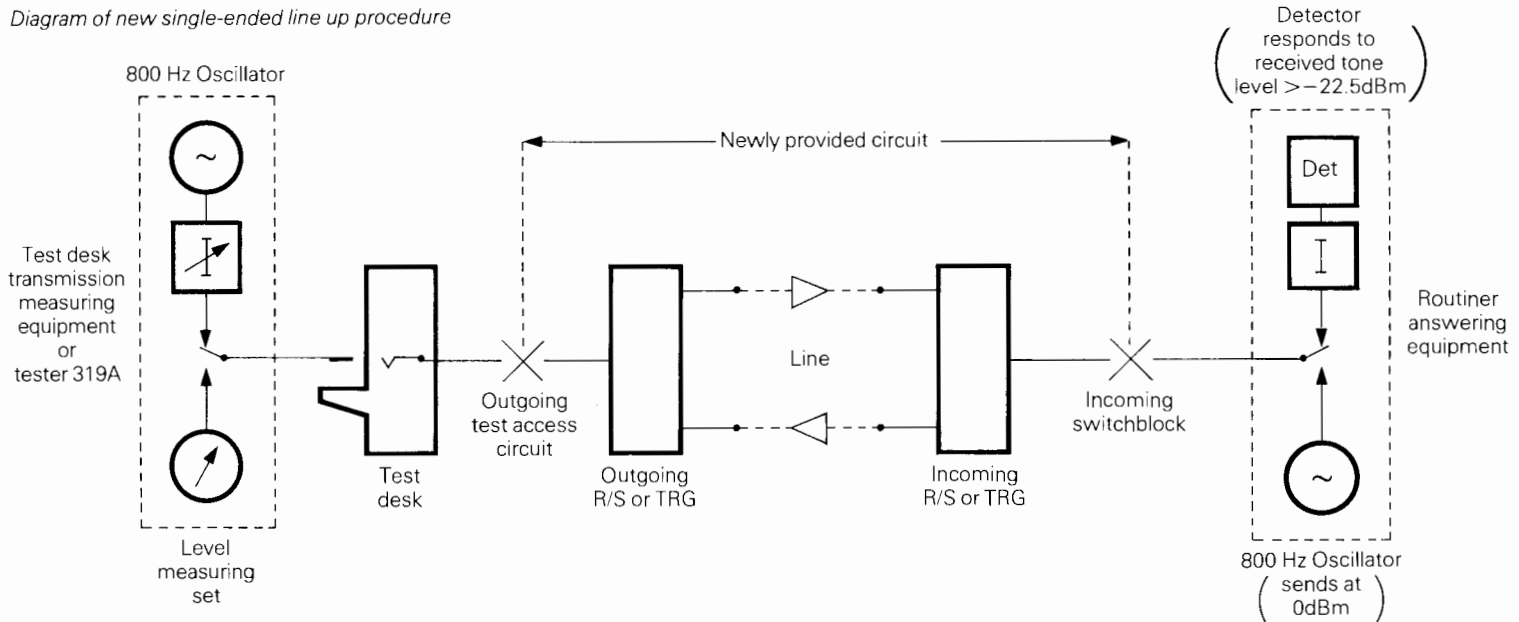 Diagram of new single-ended line up procedure
800 Hz Oscillator
~
I
Test desk
transmission
measuring
equipment
or
tester 319A
Level
measuring
set
Test
desk
Outgoing
test access
circuit
Newly provided circuit
Outgoing
R/S or TRG
Line
Incoming
R/S or TRG
Incoming
switchblock
Detector
responds to
received tone
level >−22.5dBm
Det
I
Routiner
answering
equipment
~
800 Hz Oscillator
sends at
0dBm